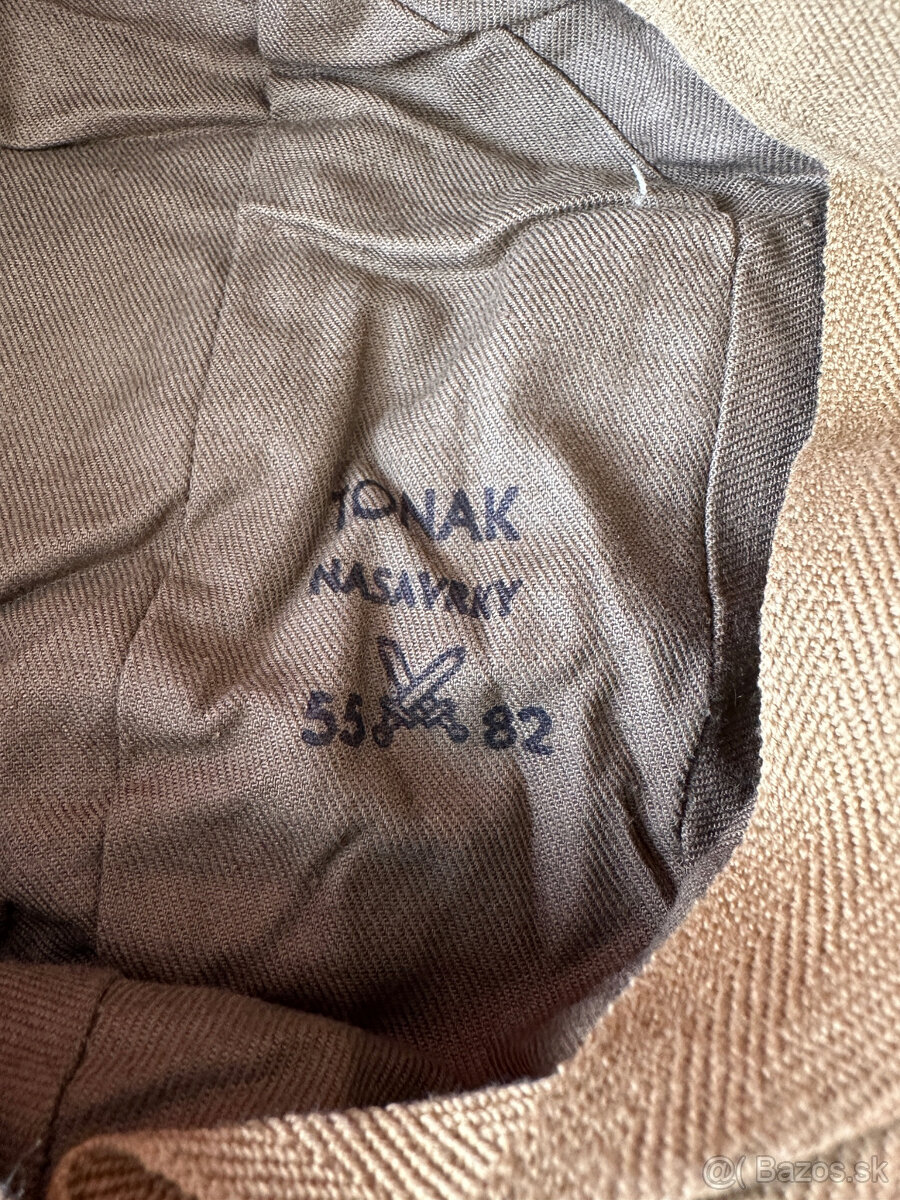 TONAK
NASAVRKY
55 82
@( Bazos.sk